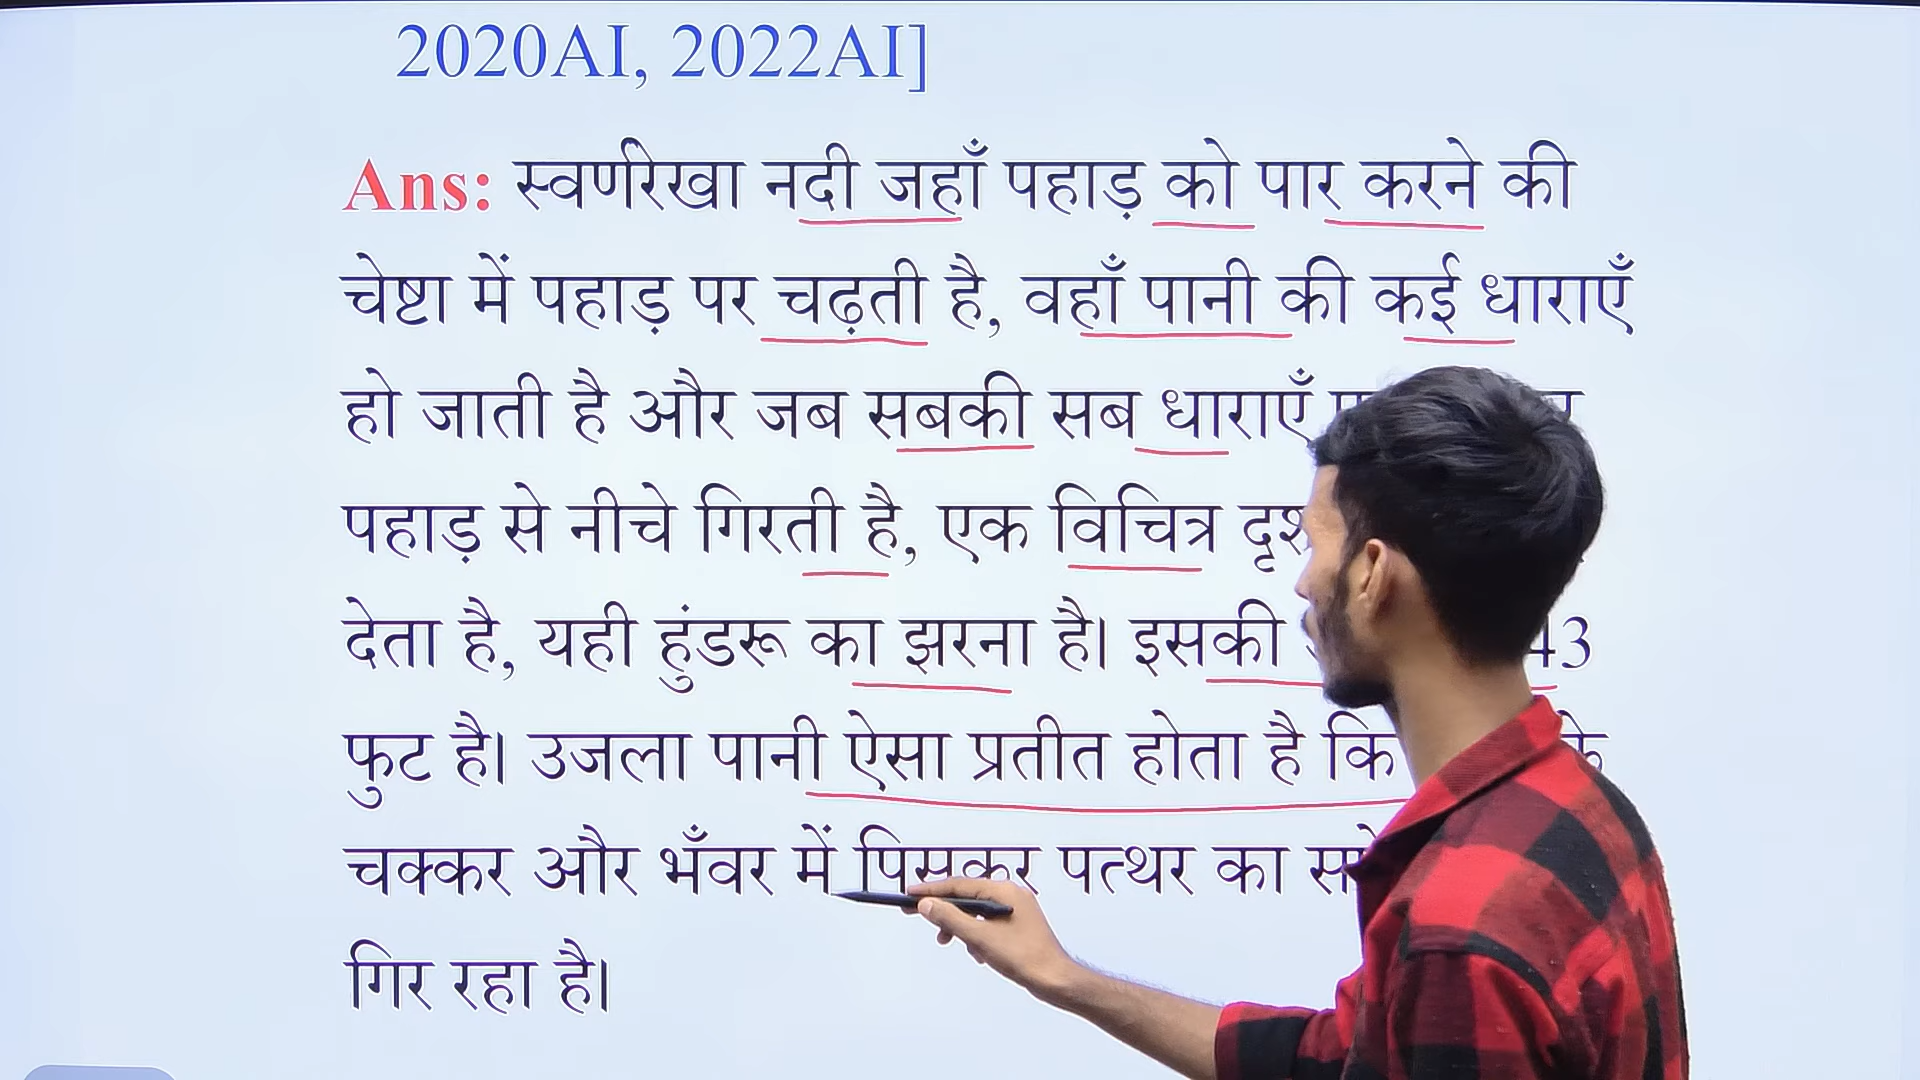 2020AI, 2022AI]
Ans: स्वर्णरेखा नदी जहाँ पहाड़ को पार करने की
चेष्टा में पहाड़ पर चढ़ती है, वहाँ पानी की कई धाराएँ
हो जाती है और जब सबकी सब धाराएँ
पहाड़ से नीचे गिरती है, एक विचित्र
देता है, यही हुंडरू का झरना है। इसकी 43
फुट है। उजला पानी ऐसा प्रतीत होता है कि
चक्कर और भँवर में पिसकर पत्थर का
गिर रहा है।